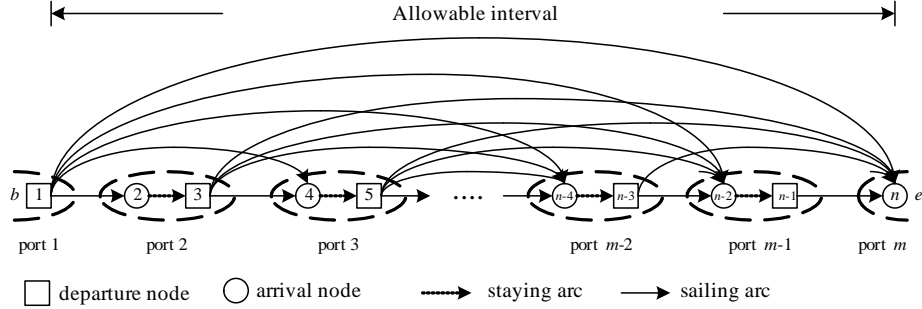 Allowable interval
b 1 2 3 4 5 .... n-4 n-3 n-2 n-1 n e
port 1 port 2 port 3 port m-2 port m-1 port m
departure node arrival node staying arc sailing arc